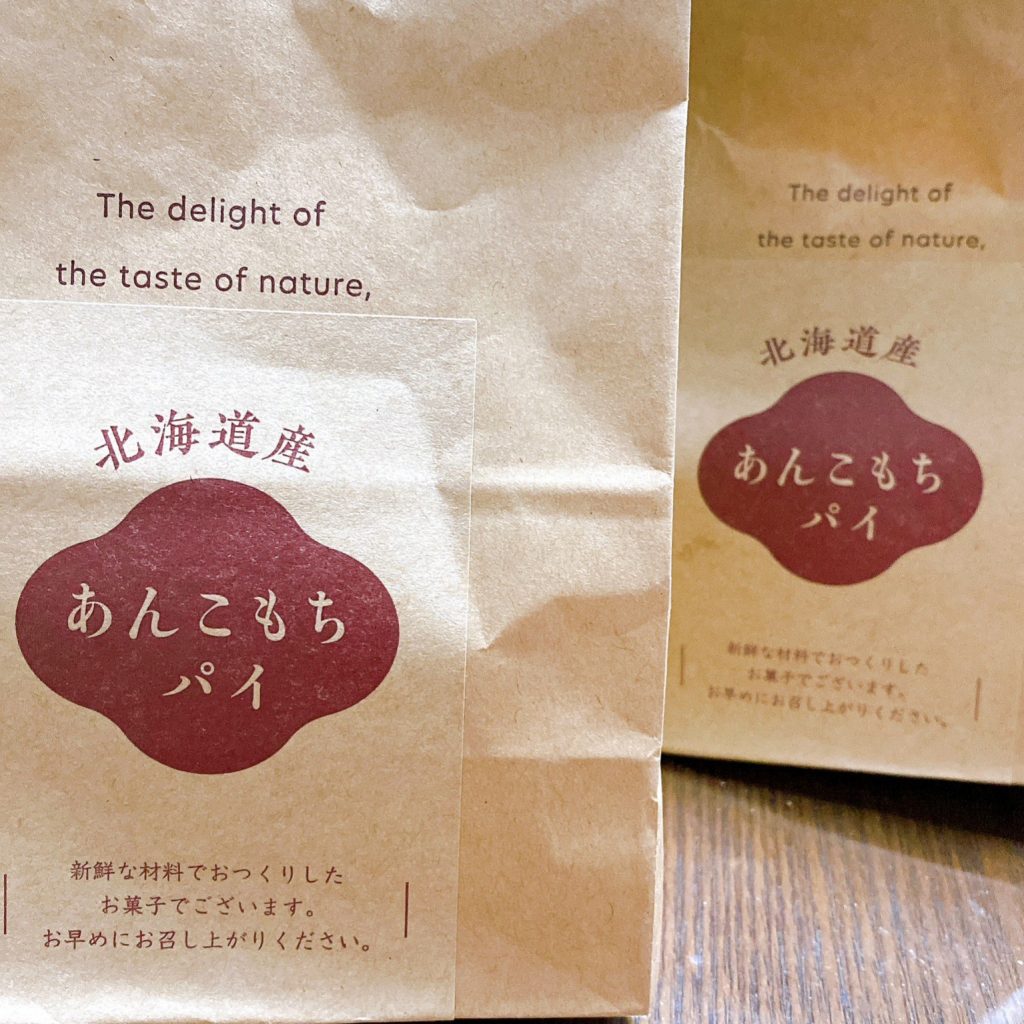 The delight of
the taste of nature,
北海道産
あんこもち
パイ
新鮮な材料でおつくりした
お菓子でございます。
お早めにお召し上がりください。
The delight of
the taste of nature,
北海道産
あんこもち
パイ
新鮮な材料でおつくりした
お菓子でございます。
お早めにお召し上がりください。